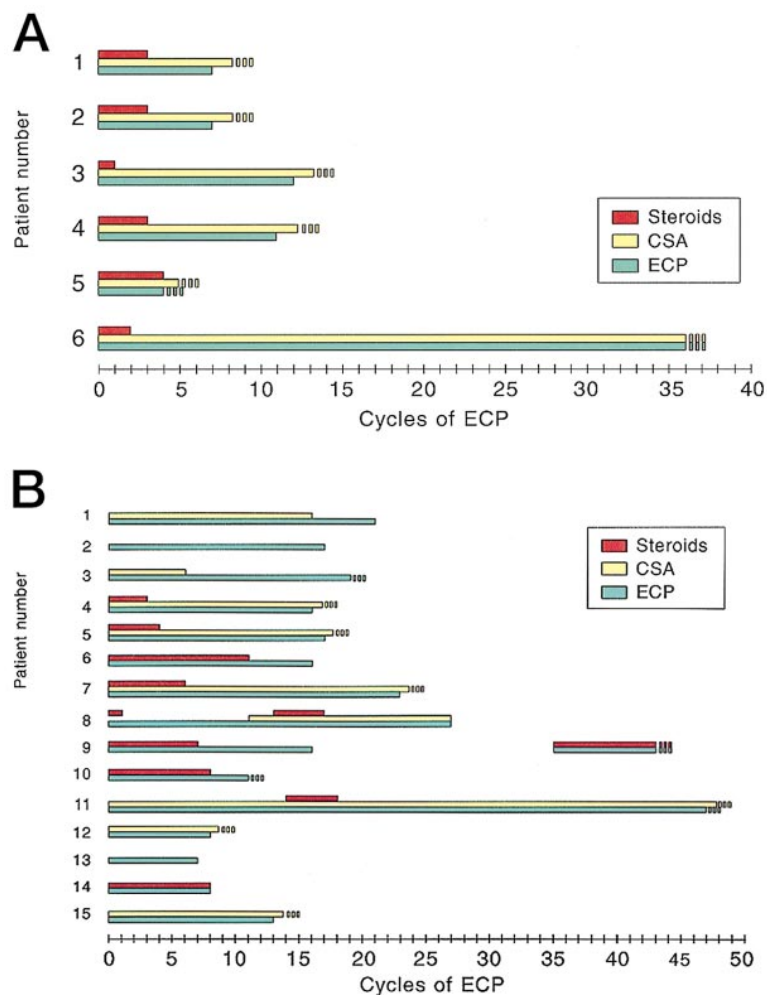 A
Patient number
1
2
3
4
5
6
Steroids
CSA
ECP
0 5 10 15 20 25 30 35 40
Cycles of ECP
B
Patient number
1
2
3
4
5
6
7
8
9
10
11
12
13
14
15
Steroids
CSA
ECP
0 5 10 15 20 25 30 35 40 45 50
Cycles of ECP